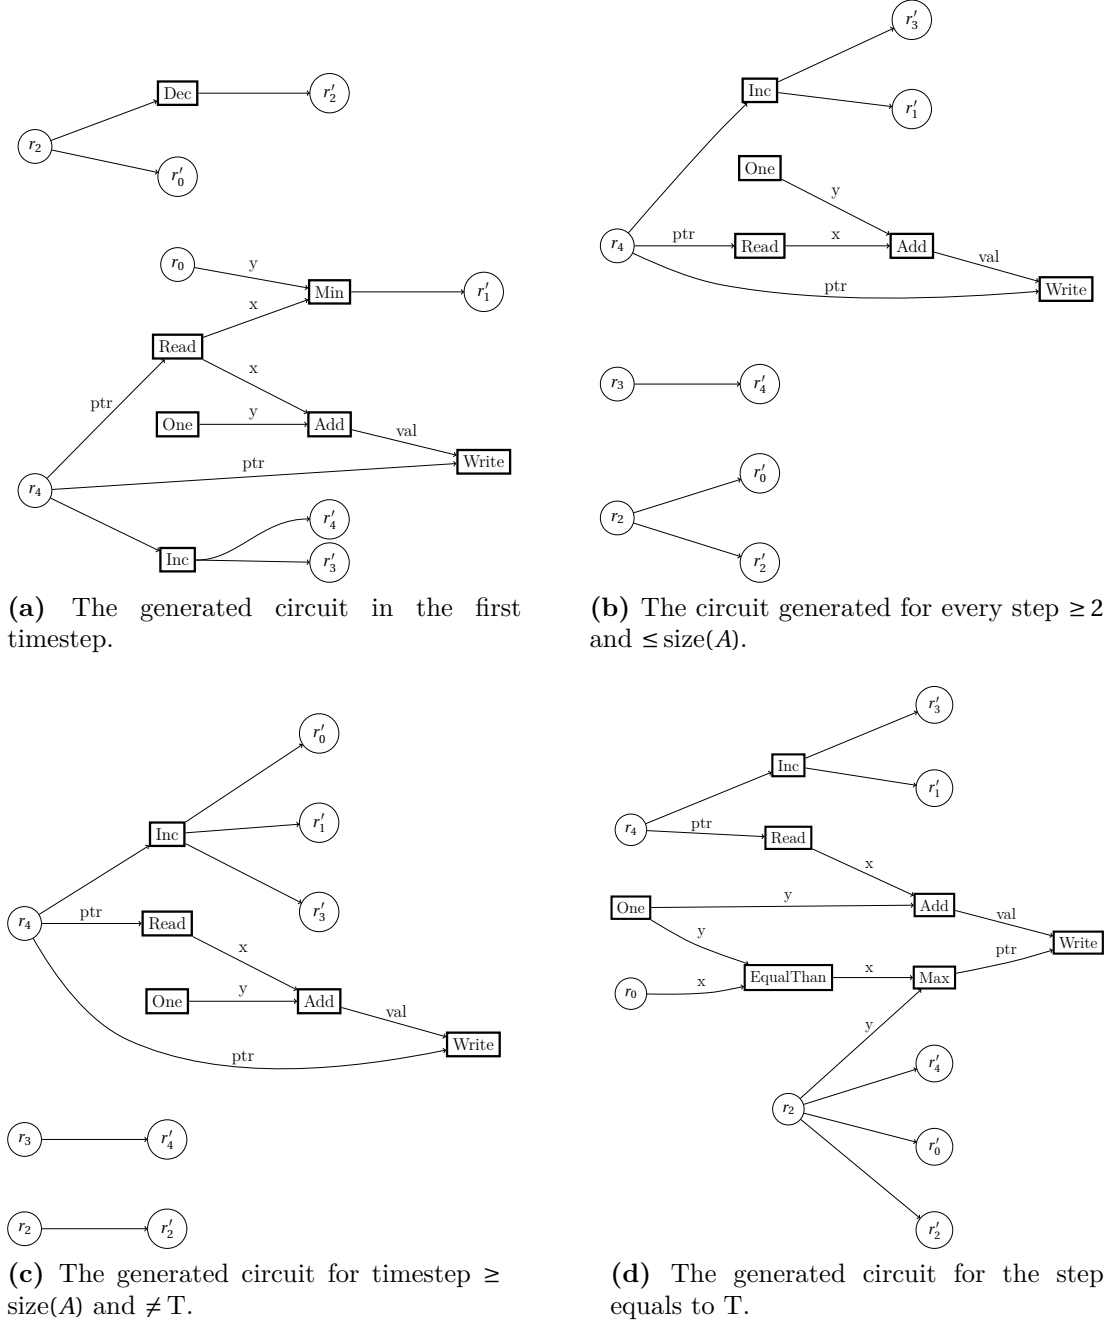 r₂
Dec
r′₂
r′₀
r₀
y
Min
r′₁
x
Read
x
ptr
One
y
Add
val
Write
ptr
r₄
Inc
r′₄
r′₃
(a) The generated circuit in the first
timestep.
r′₃
Inc
r′₁
One
y
r₄
ptr
Read
x
Add
val
ptr
Write
r₃
r′₄
r′₀
r₂
r′₂
(b) The circuit generated for every step ≥ 2
and ≤ size(A).
r′₀
Inc
r′₁
r′₃
r₄
ptr
Read
x
One
y
Add
val
Write
ptr
r₃
r′₄
r₂
r′₂
(c) The generated circuit for timestep ≥
size(A) and ≠ T.
r′₃
Inc
r′₁
r₄
ptr
Read
x
One
y
Add
val
y
Write
ptr
EqualThan
x
Max
r₀
x
y
r′₄
r₂
r′₀
r′₂
(d) The generated circuit for the step
equals to T.